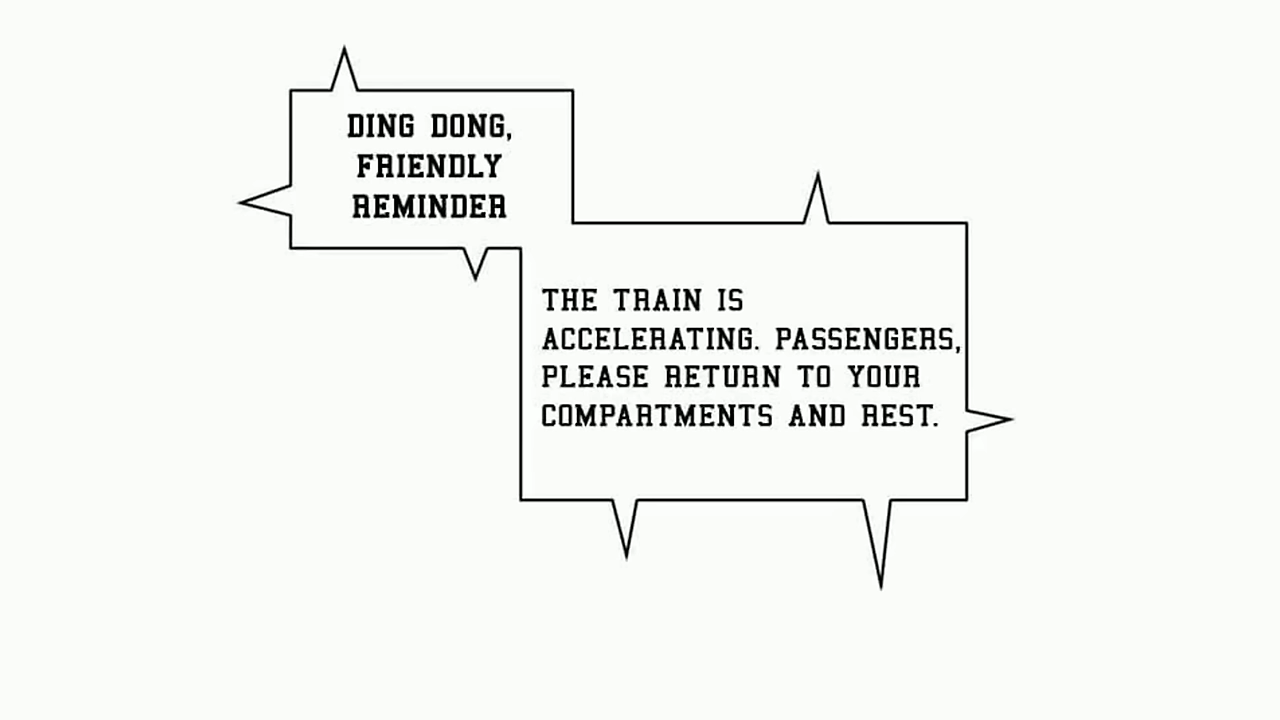 DING DONG,
FRIENDLY
REMINDER
THE TRAIN IS
ACCELERATING. PASSENGERS,
PLEASE RETURN TO YOUR
COMPARTMENTS AND REST.